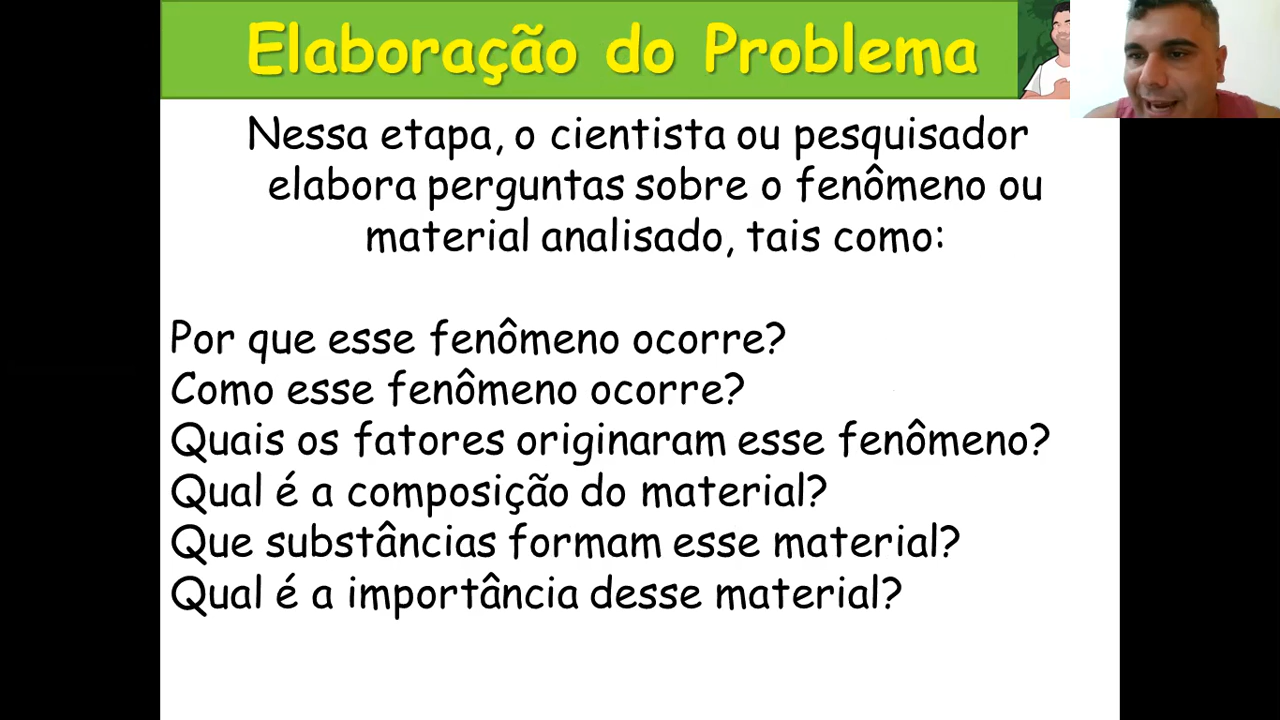 Elaboração do Problema
Nessa etapa, o cientista ou pesquisador
elabora perguntas sobre o fenômeno ou
material analisado, tais como:
Por que esse fenômeno ocorre?
Como esse fenômeno ocorre?
Quais os fatores originaram esse fenômeno?
Qual é a composição do material?
Que substâncias formam esse material?
Qual é a importância desse material?